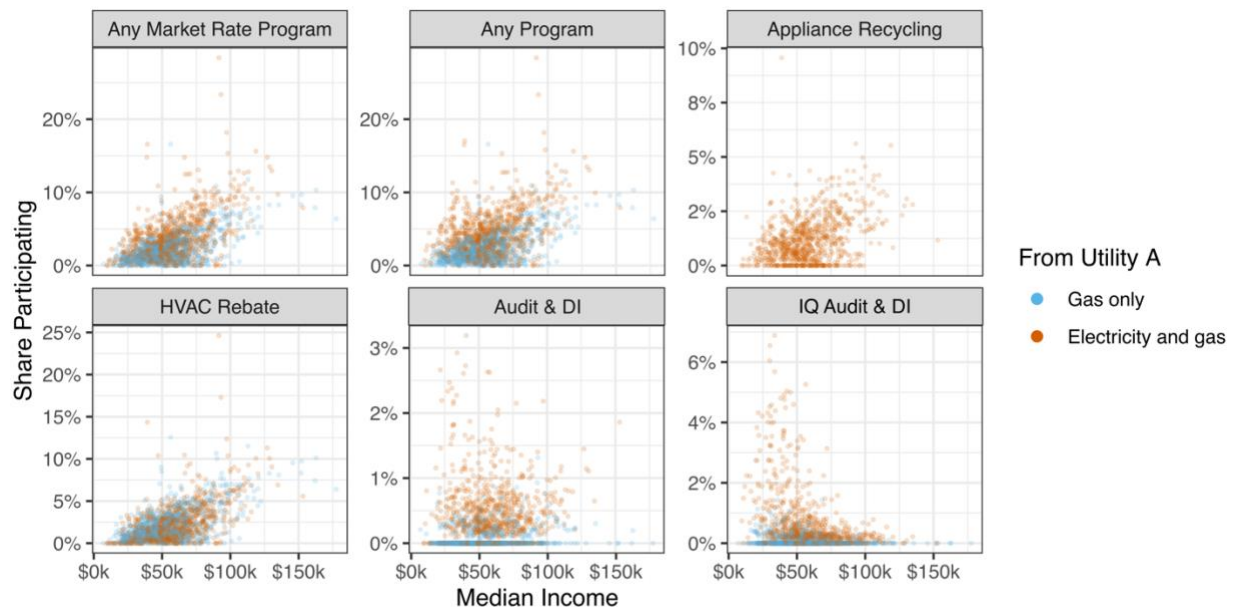 Any Market Rate Program
Any Program
Appliance Recycling
20%
10%
0%
20%
10%
0%
10%
8%
5%
2%
0%
Share Participating
HVAC Rebate
Audit & DI
IQ Audit & DI
25%
20%
15%
10%
5%
0%
3%
2%
1%
0%
6%
4%
2%
0%
$0k $50k $100k $150k
$0k $50k $100k $150k
$0k $50k $100k $150k
Median Income
From Utility A
Gas only
Electricity and gas